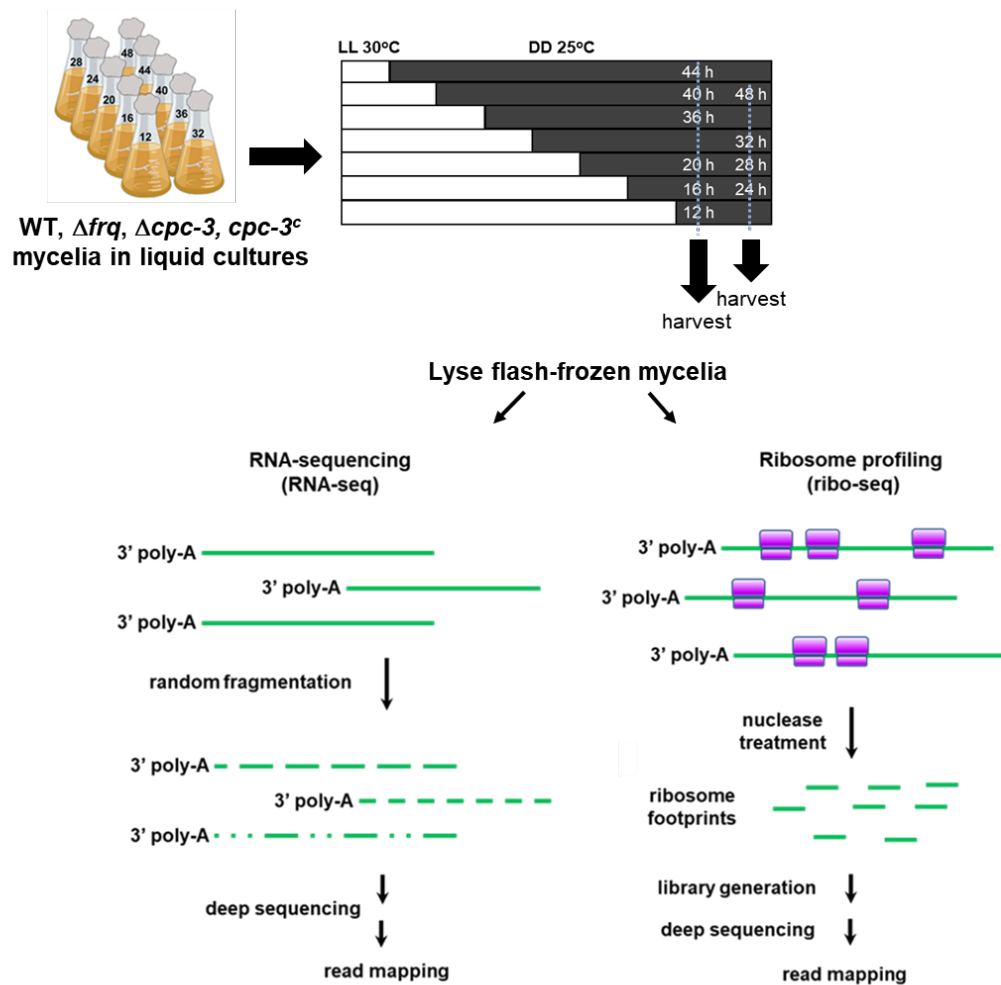 28
24
20
16
12
48
44
40
36
32
WT, Δfrq, Δcpc-3, cpc-3ᶜ
mycelia in liquid cultures
LL 30ºC
DD 25ºC
44 h
40 h 48 h
36 h
32 h
20 h 28 h
16 h 24 h
12 h
harvest
harvest
Lyse flash-frozen mycelia
RNA-sequencing
(RNA-seq)
3’ poly-A
3’ poly-A
3’ poly-A
random fragmentation
3’ poly-A
3’ poly-A
3’ poly-A
deep sequencing
read mapping
Ribosome profiling
(ribo-seq)
3’ poly-A
3’ poly-A
3’ poly-A
nuclease
treatment
ribosome
footprints
library generation
deep sequencing
read mapping